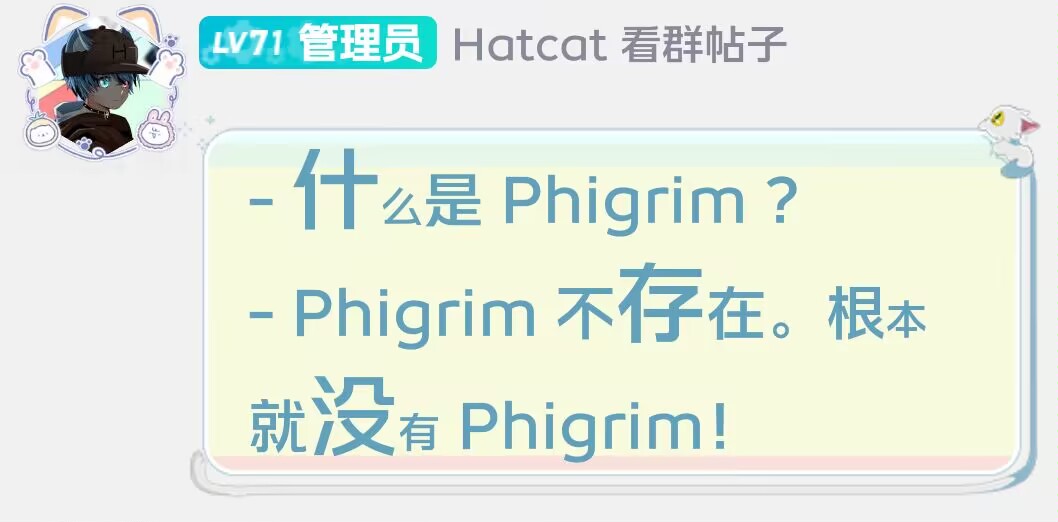 LV71 管理员 Hatcat 看群帖子
- 什么是 Phigrim ？
- Phigrim 不存在。根本
就没有 Phigrim！